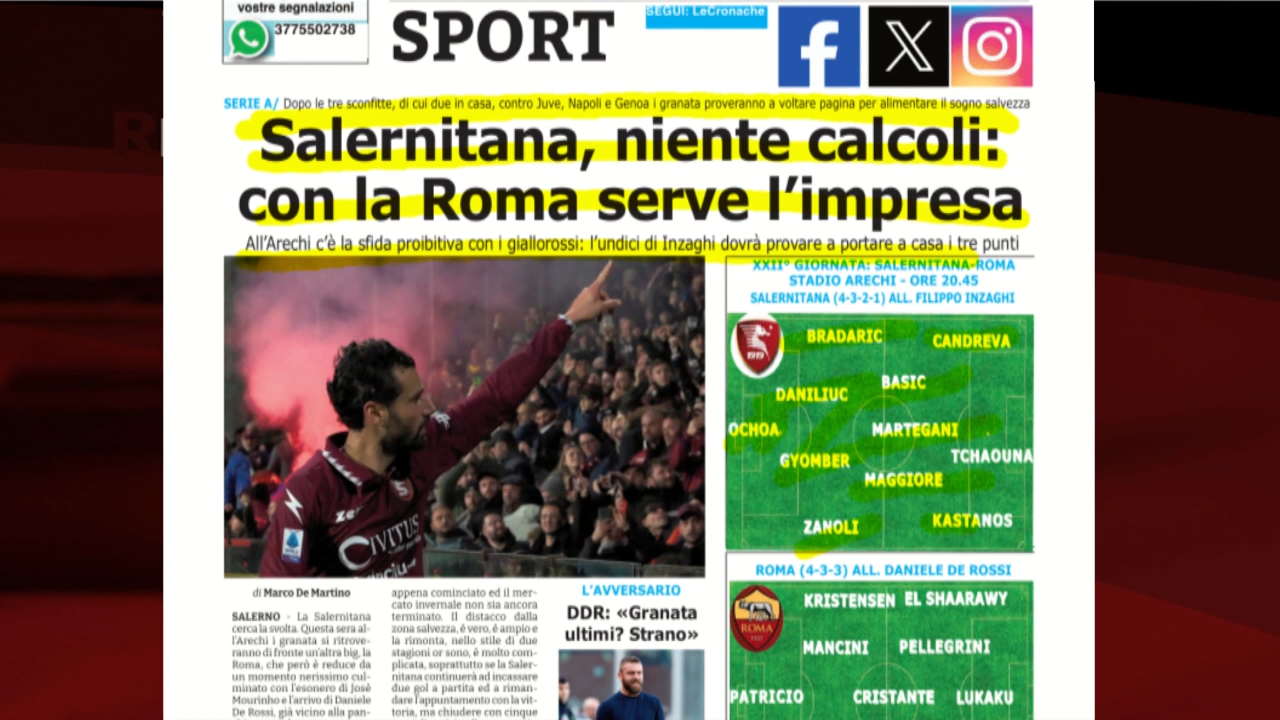 vostre segnalazioni
3775502738
SPORT
SEGUI: LeCronache
SERIE A/ Dopo le tre sconfitte, di cui due in casa, contro Juve, Napoli e Genoa i granata proveranno a voltare pagina per alimentare il sogno salvezza
Salernitana, niente calcoli:
con la Roma serve l'impresa
All'Arechi c'è la sfida proibitiva con i giallorossi: l'undici di Inzaghi dovrà provare a portare a casa i tre punti
CIVITUS
di Marco De Martino
SALERNO - La Salernitana
cerca la svolta. Questa sera al-
l'Arechi i granata si ritrove-
ranno di fronte un'altra big, la
Roma, che però è reduce da
un momento nerissimo cul-
minato con l'esonero di Josè
Mourinho e l'arrivo di Daniele
De Rossi, già vicino alla pan-
appena cominciato ed il mer-
cato invernale non sia ancora
terminato. Il distacco dalla
zona salvezza, è vero, è ampio e
la rimonta, nello stile di due
stagioni or sono, è molto com-
plicata, soprattutto se la Saler-
nitana continuerà ad incassare
due gol a partita ed a riman-
dare l'appuntamento con la vit-
toria, ma chiudere con cinque
L'AVVERSARIO
DDR: «Granata
ultimi? Strano»
XXII° GIORNATA: SALERNITANA-ROMA
STADIO ARECHI - ORE 20.45
SALERNITANA (4-3-2-1) ALL. FILIPPO INZAGHI
1919
BRADARIC
CANDREVA
DANILIUC
BASIC
OCHOA
MARTEGANI
GYOMBER
TCHAOUNA
MAGGIORE
ZANOLI
KASTANOS
ROMA (4-3-3) ALL. DANIELE DE ROSSI
ROMA
1927
KRISTENSEN
EL SHAARAWY
MANCINI
PELLEGRINI
PATRICIO
CRISTANTE
LUKAKU